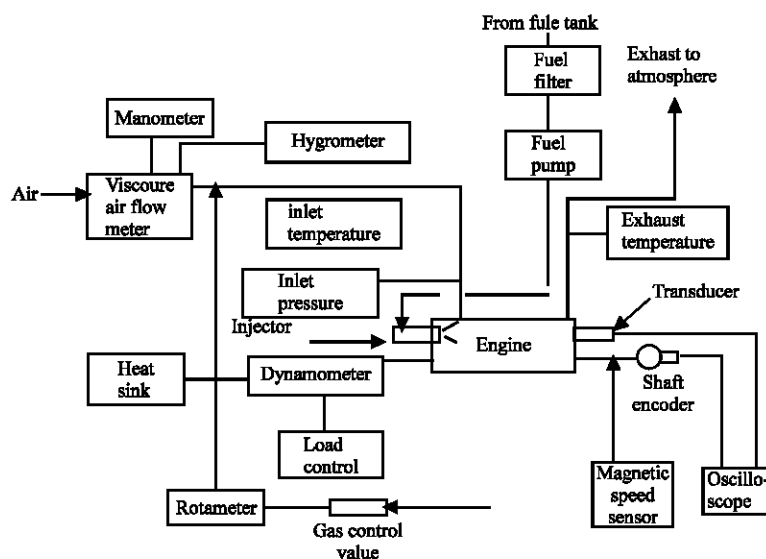 From fule tank
Fuel
filter
Exhast to
atmosphere
Manometer
Hygrometer
Fuel
pump
Air
Viscoure
air flow
meter
inlet
temperature
Exhaust
temperature
Inlet
pressure
Transducer
Injector
Engine
Heat
sink
Dynamometer
Shaft
encoder
Load
control
Magnetic
speed
sensor
Oscillo-
scope
Rotameter
Gas control
value